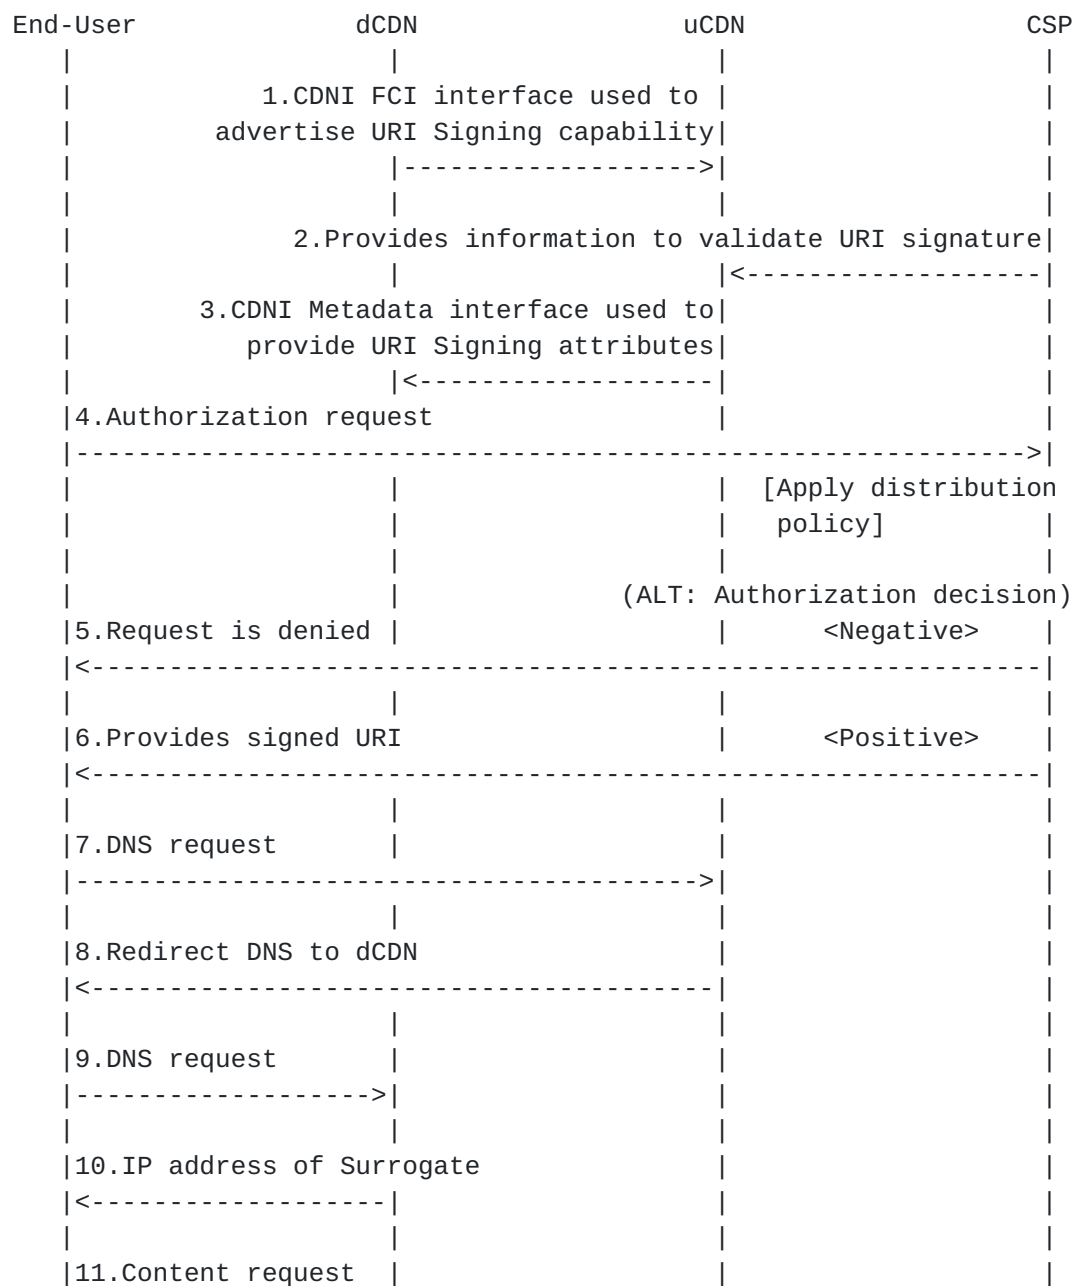 End-User dCDN uCDN CSP
| | | |
| 1.CDNI FCI interface used to | |
| advertise URI Signing capability| |
| |------------------->| |
| | | |
| 2.Provides information to validate URI signature|
| | |<-------------------|
| 3.CDNI Metadata interface used to| |
| provide URI Signing attributes| |
| |<-------------------| |
|4.Authorization request | |
|------------------------------------------------------------->|
| | | [Apply distribution
| | | policy] |
| | | |
| | (ALT: Authorization decision)
|5.Request is denied | | <Negative> |
|<-------------------------------------------------------------|
| | | |
|6.Provides signed URI | <Positive> |
|<-------------------------------------------------------------|
| | | |
|7.DNS request | | |
|---------------------------------------->| |
| | | |
|8.Redirect DNS to dCDN | |
|<----------------------------------------| |
| | | |
|9.DNS request | | |
|------------------->| | |
| | | |
|10.IP address of Surrogate | |
|<-------------------| | |
| | | |
|11.Content request | | |